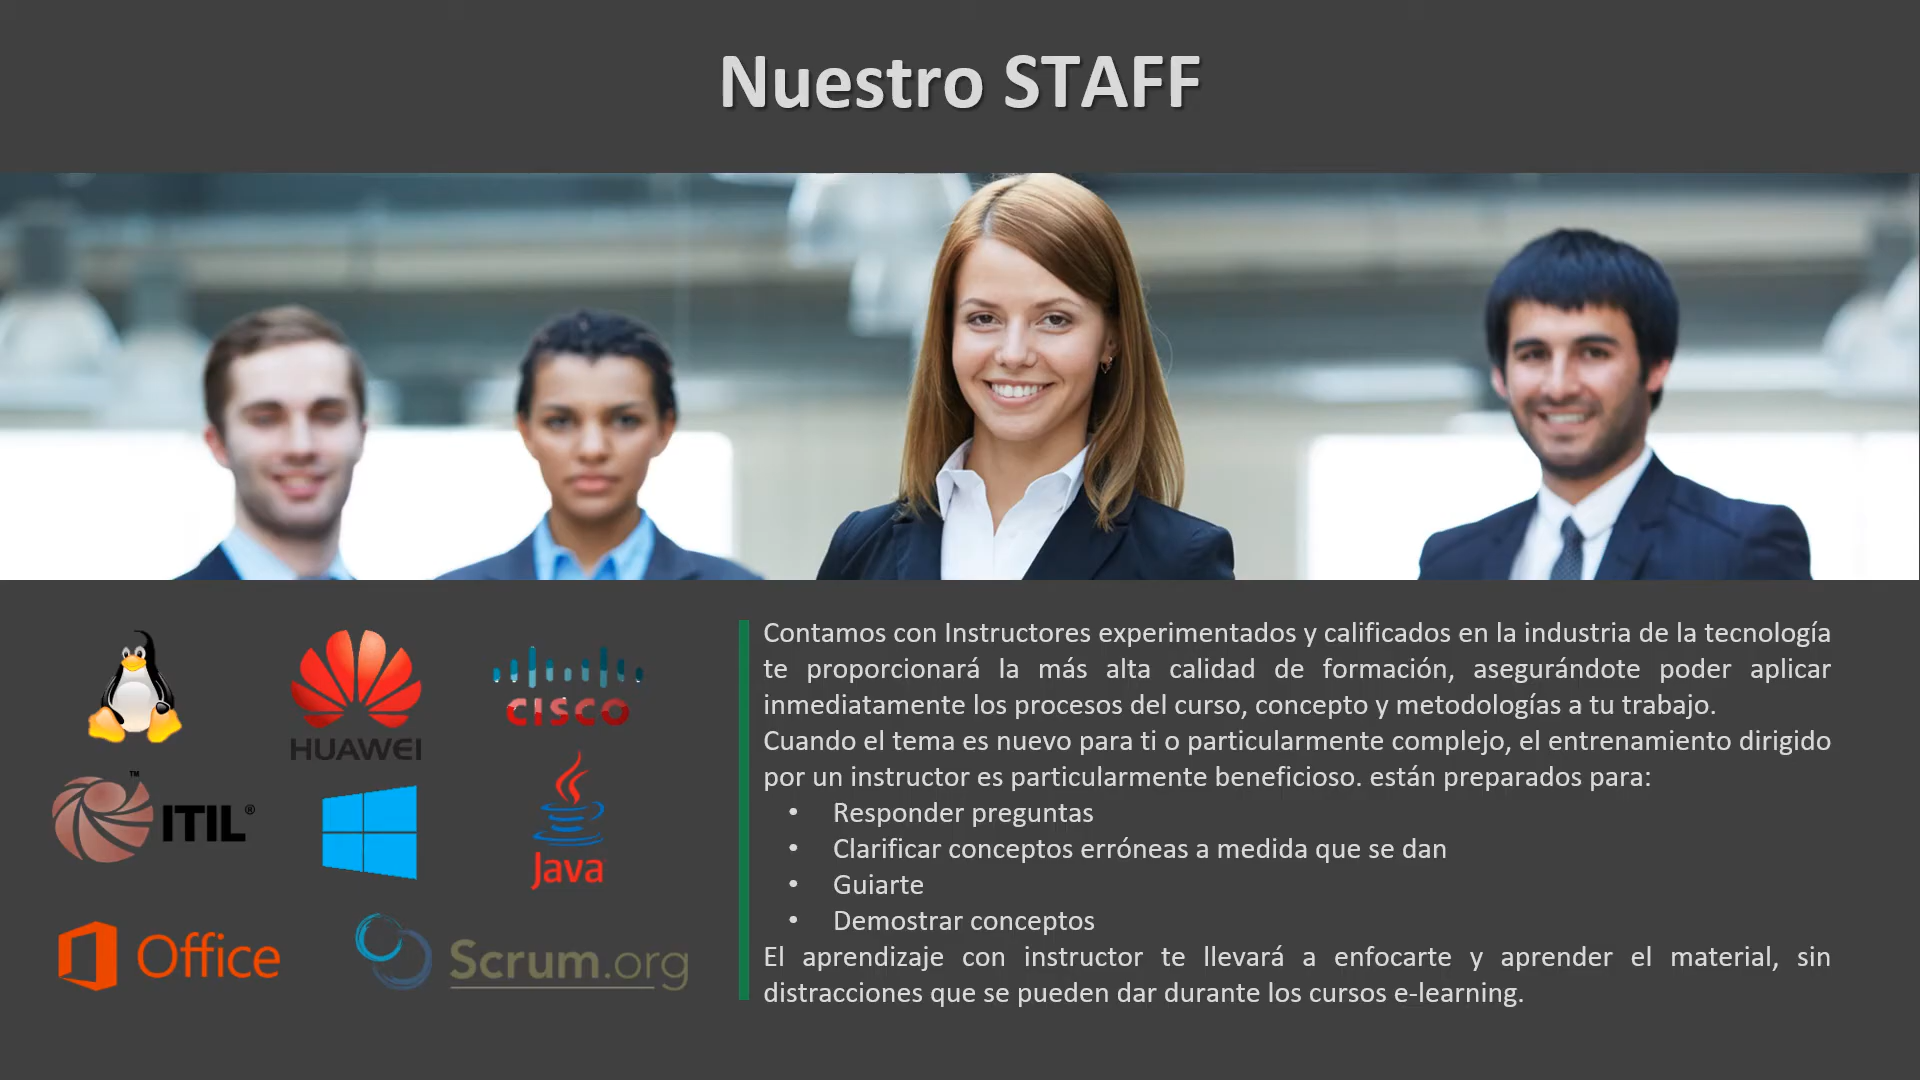 Nuestro STAFF
HUAWEI
CISCO
ITIL®
™
Java
Office
Scrum.org
Contamos con Instructores experimentados y calificados en la industria de la tecnología
te proporcionará la más alta calidad de formación, asegurándote poder aplicar
inmediatamente los procesos del curso, concepto y metodologías a tu trabajo.
Cuando el tema es nuevo para ti o particularmente complejo, el entrenamiento dirigido
por un instructor es particularmente beneficioso. están preparados para:
• Responder preguntas
• Clarificar conceptos erróneas a medida que se dan
• Guiarte
• Demostrar conceptos
El aprendizaje con instructor te llevará a enfocarte y aprender el material, sin
distracciones que se pueden dar durante los cursos e-learning.